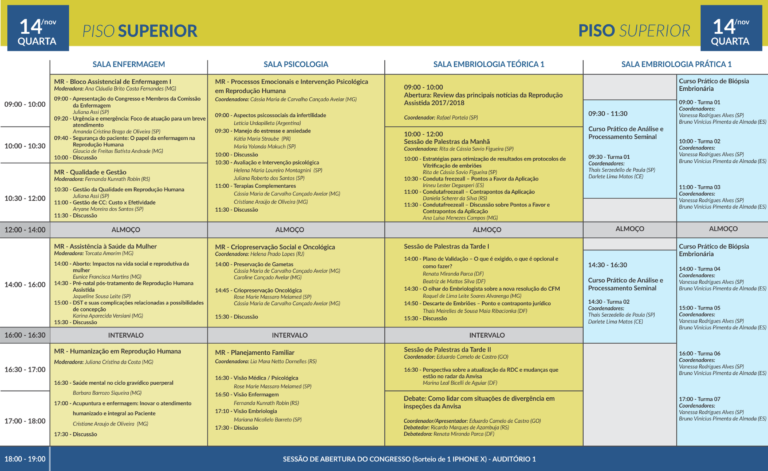 14/nov
QUARTA
PISO SUPERIOR
PISO SUPERIOR
14/nov
QUARTA
SALA ENFERMAGEM
SALA PSICOLOGIA
SALA EMBRIOLOGIA TEÓRICA 1
SALA EMBRIOLOGIA PRÁTICA 1
09:00 - 10:00
10:00 - 10:30
10:30 - 12:00
12:00 - 14:00
14:00 - 16:00
16:00 - 16:30
16:30 - 17:00
17:00 - 18:00
18:00 - 19:00
MR - Bloco Assistencial de Enfermagem I
Moderadora: Ana Cláudia Brito Costa Fernandes (MG)
09:00 - Apresentação do Congresso e Membros da Comissão
da Enfermagem
Juliana Assi (SP)
09:20 - Urgência e emergência: Foco de atuação para um breve
atendimento
Amanda Cristina Braga de Oliveira (SP)
09:40 - Segurança do paciente: O papel da enfermagem na
Reprodução Humana
Glaucio de Freitas Batista Andrade (MG)
10:00 - Discussão
MR - Qualidade e Gestão
Moderadora: Fernanda Kunrath Robin (RS)
10:30 - Gestão da Qualidade em Reprodução Humana
Juliana Assi (SP)
11:00 - Gestão de CC: Custo e Efetividade
Aryane Moreira dos Santos (SP)
11:30 - Discussão
ALMOÇO
MR - Assistência à Saúde da Mulher
Moderadora: Tarcata Amorim (MG)
14:00 - Aborto: impactos na vida social e reprodutiva da
mulher
Eunice Francisca Martins (MG)
14:30 - Pré-natal pós-tratamento de Reprodução Humana
Assistida
Jaqueline Sousa Leite (SP)
15:00 - DST e suas complicações relacionadas a possibilidades
de concepção
Karina Aparecida Versiani (MG)
15:30 - Discussão
INTERVALO
MR - Humanização em Reprodução Humana
Moderadora: Juliana Cristina da Costa (MG)
16:30 - Saúde mental no ciclo gravídico puerperal
Barbara Barrozo Siqueira (MG)
17:00 - Acupuntura e enfermagem: Inovar o atendimento
humanizado e integral ao Paciente
Cristiane Araujo de Oliveira (MG)
17:30 - Discussão
MR - Processos Emocionais e Intervenção Psicológica
em Reprodução Humana
Coordenadora: Cássia Maria de Carvalho Cançado Avelar (MG)
09:00 - Aspectos psicossociais da infertilidade
Leticia Urdapilleta (Argentina)
09:30 - Manejo do estresse e ansiedade
Kátia Maria Straube (PR)
Maria Yolanda Makuch (SP)
10:00 - Discussão
10:30 - Avaliação e Intervenção psicológica
Helena Maria Loureiro Montagnini (SP)
Juliana Roberto dos Santos (SP)
11:00 - Terapias Complementares
Cássia Maria de Carvalho Cançado Avelar (MG)
Cristiane Araújo de Oliveira (MG)
11:30 - Discussão
ALMOÇO
MR - Criopreservação Social e Oncológica
Coordenadora: Helena Prado Lopes (RJ)
14:00 - Preservação de Gametas
Cássia Maria de Carvalho Cançado Avelar (MG)
Caroline Cançado Avelar (MG)
14:45 - Criopreservação Oncológica
Rose Marie Massaro Melamed (SP)
Cássia Maria de Carvalho Cançado Avelar (MG)
15:30 - Discussão
INTERVALO
MR - Planejamento Familiar
Coordenadora: Lia Mara Netto Dornelles (RS)
16:30 - Visão Médica / Psicológica
Rose Marie Massaro Melamed (SP)
16:50 - Visão Enfermagem
Fernanda Kunrath Robin (RS)
17:10 - Visão Embriologia
Mariana Nicolielo Barreto (SP)
17:30 - Discussão
09:00 - 10:00
Abertura: Review das principais notícias da Reprodução
Assistida 2017/2018
Coordenador: Rafael Portela (SP)
10:00 - 12:00
Sessão de Palestras da Manhã
Coordenadora: Rita de Cássia Savio Figueira (SP)
10:00 - Estratégias para otimização de resultados em protocolos de
Vitrificação de embriões
Rita de Cássia Savio Figueira (SP)
10:30 - Conduta freezeall - Pontos a Favor da Aplicação
Irineu Lester Degasperi (ES)
11:00 - Condutafreezeall - Contrapontos da Aplicação
Daniela Scherer da Silva (RS)
11:30 - Condutafreezeall - Discussão sobre Pontos a Favor e
Contrapontos da Aplicação
Ana Luisa Menezes Campos (MG)
ALMOÇO
Sessão de Palestras da Tarde I
14:00 - Plano de Validação – O que é exigido, o que é opcional e
como fazer?
Renata Miranda Parca (DF)
Beatriz de Mattos Silva (DF)
14:30 - O olhar do Embriologista sobre a nova resolução do CFM
Raquel de Lima Leite Soares Alvarenga (MG)
14:50 - Descarte de Embriões – Ponto e contraponto jurídico
Thais Meirelles de Sousa Maia Ribacionka (DF)
15:30 - Discussão
INTERVALO
Sessão de Palestras da Tarde II
Coordenador: Eduardo Camelo de Castro (GO)
16:30 - Perspectiva sobre a atualização da RDC e mudanças que
estão no radar da Anvisa
Marina Leal Bicelli de Aguiar (DF)
Debate: Como lidar com situações de divergência em
inspeções da Anvisa
Coordenador/Apresentador: Eduardo Camelo de Castro (GO)
Debatedor: Ricardo Marques de Azambuja (RS)
Debatedora: Renata Miranda Parca (DF)
09:30 - 11:30
Curso Prático de Análise e
Processamento Seminal
09:30 - Turma 01
Coordenadores:
Thais Serzedello de Paula (SP)
Darlete Lima Matos (CE)
ALMOÇO
14:30 - 16:30
Curso Prático de Análise e
Processamento Seminal
14:30 - Turma 02
Coordenadores:
Thais Serzedello de Paula (SP)
Darlete Lima Matos (CE)
Curso Prático de Biópsia
Embrionária
09:00 - Turma 01
Coordenadores:
Vanessa Rodrigues Alves (SP)
Bruno Vinicius Pimenta de Almeida (ES)
10:00 - Turma 02
Coordenadores:
Vanessa Rodrigues Alves (SP)
Bruno Vinicius Pimenta de Almeida (ES)
11:00 - Turma 03
Coordenadores:
Vanessa Rodrigues Alves (SP)
Bruno Vinicius Pimenta de Almeida (ES)
ALMOÇO
Curso Prático de Biópsia
Embrionária
14:00 - Turma 04
Coordenadores:
Vanessa Rodrigues Alves (SP)
Bruno Vinicius Pimenta de Almeida (ES)
15:00 - Turma 05
Coordenadores:
Vanessa Rodrigues Alves (SP)
Bruno Vinicius Pimenta de Almeida (ES)
16:00 - Turma 06
Coordenadores:
Vanessa Rodrigues Alves (SP)
Bruno Vinicius Pimenta de Almeida (ES)
17:00 - Turma 07
Coordenadores:
Vanessa Rodrigues Alves (SP)
Bruno Vinicius Pimenta de Almeida (ES)
SESSÃO DE ABERTURA DO CONGRESSO (Sorteio de 1 IPHONE X) - AUDITÓRIO 1